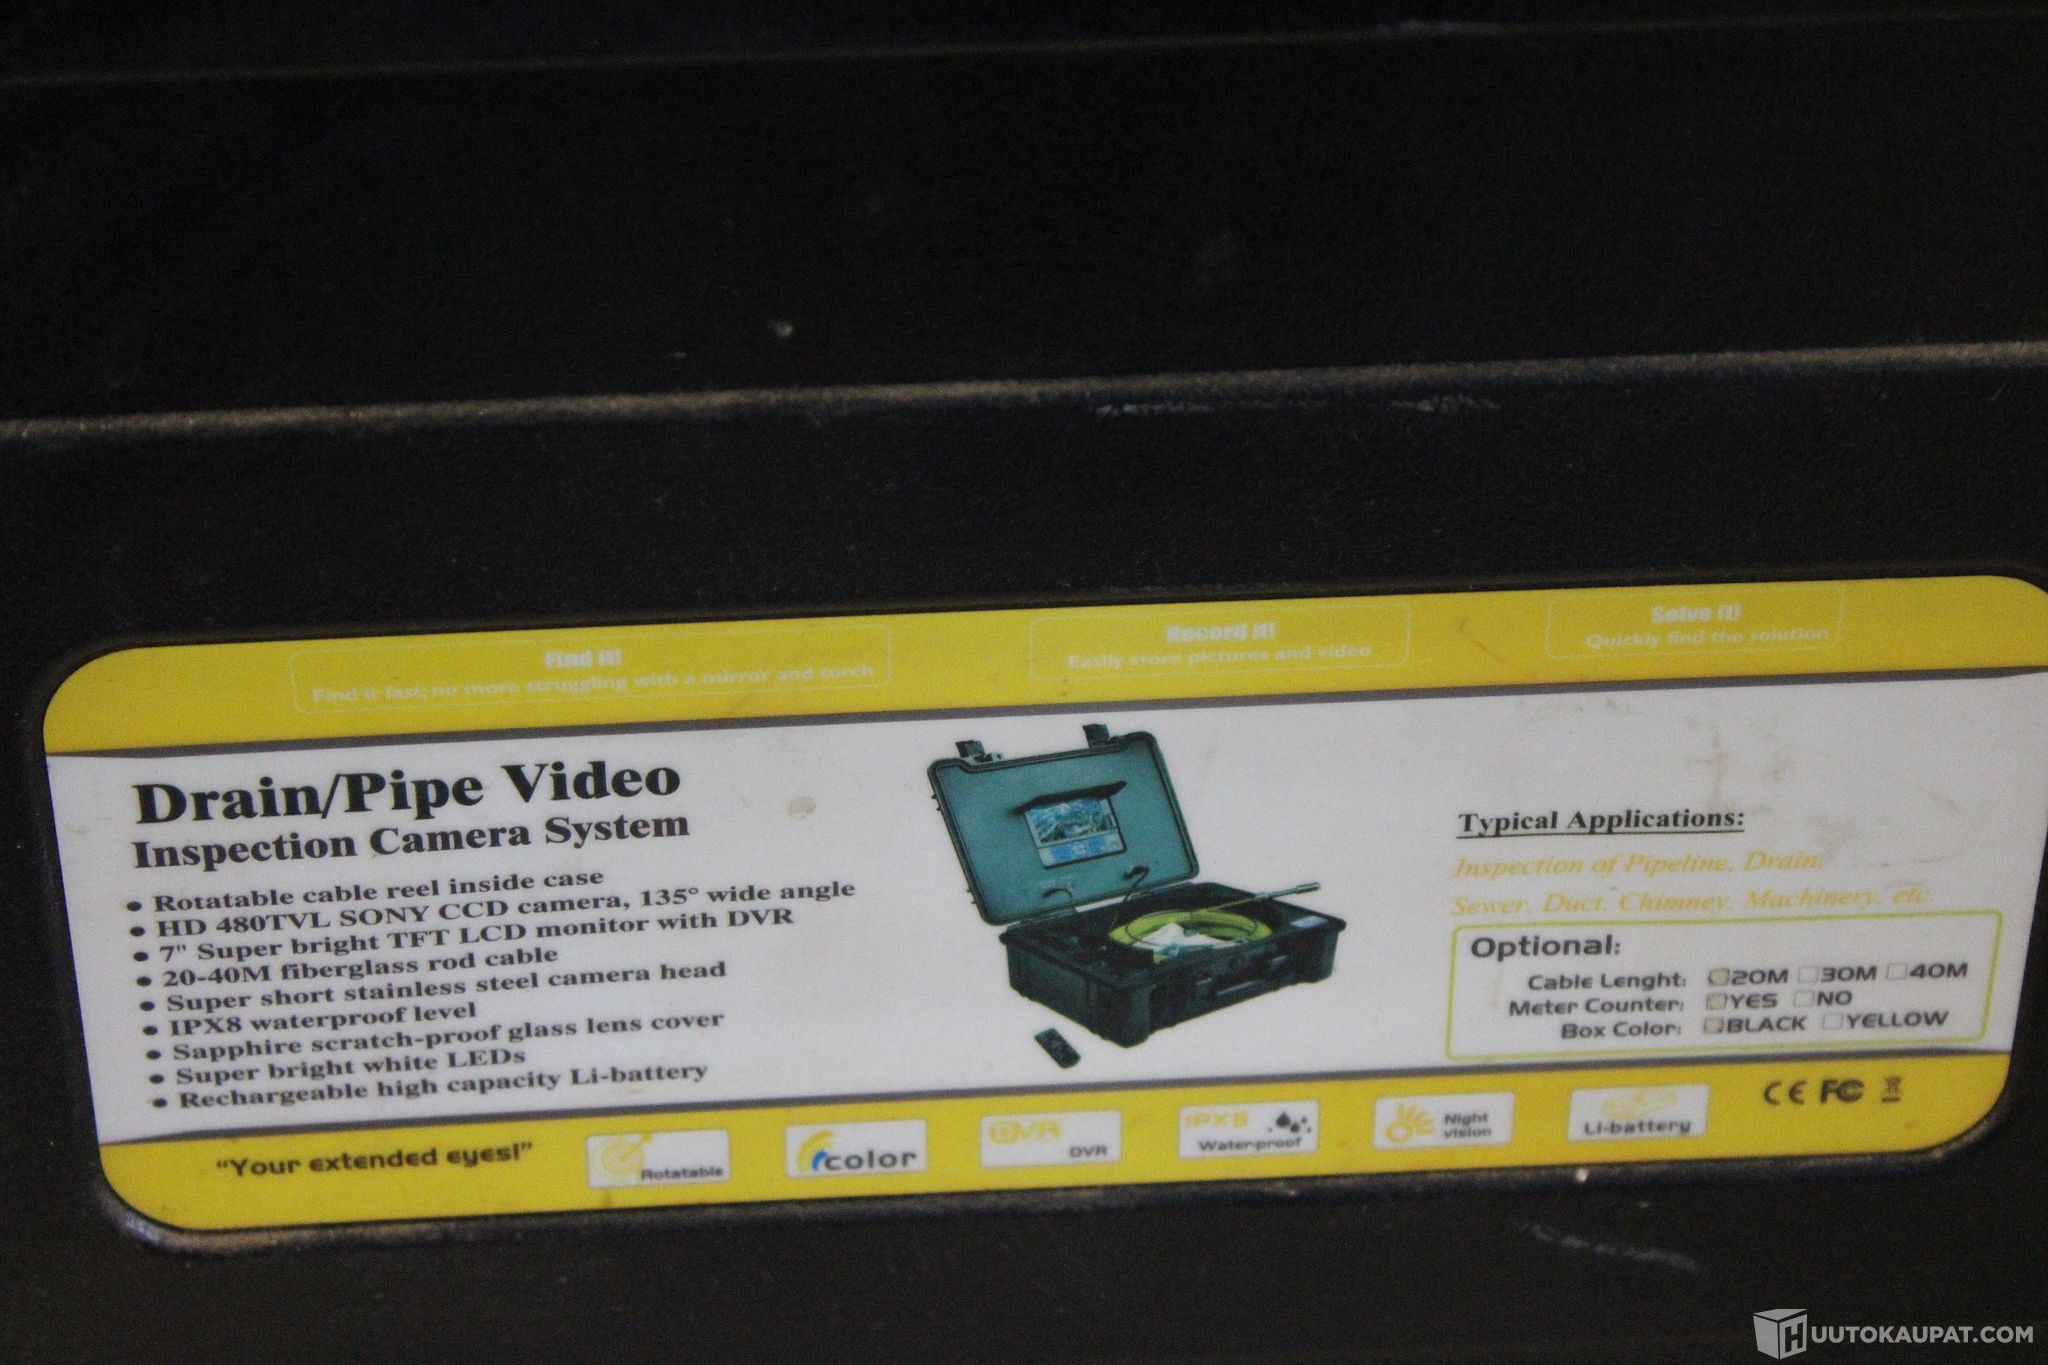 Find it!
Find it fast; no more struggling with a mirror and torch
Record it!
Easily store pictures and video
Solve it!
Quickly find the solution
Drain/Pipe Video
Inspection Camera System
• Rotatable cable reel inside case
• HD 480TVL SONY CCD camera, 135° wide angle
• 7" Super bright TFT LCD monitor with DVR
• 20-40M fiberglass rod cable
• Super short stainless steel camera head
• IPX8 waterproof level
• Sapphire scratch-proof glass lens cover
• Super bright white LEDs
• Rechargeable high capacity Li-battery
Typical Applications:
Inspection of Pipeline, Drain,
Sewer, Duct, Chimney, Machinery, etc.
Optional:
Cable Lenght: 20M 30M 40M
Meter Counter: YES NO
Box Color: BLACK YELLOW
"Your extended eyes!"
Rotatable
color
DVR
DVR
IPX8
Water-proof
Night
vision
Li-battery
CE FC
HUUTOKAUPAT.COM